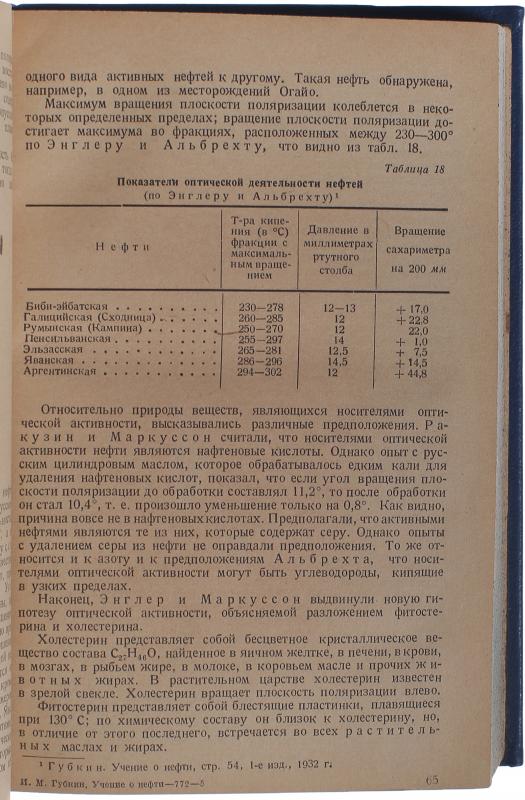 одного вида активных нефтей к другому. Такая нефть обнаружена,
например, в одном из месторождений Огайо.
Максимум вращения плоскости поляризации колеблется в неко-
торых определенных пределах; вращение плоскости поляризации до-
стигает максимума во фракциях, расположенных между 230—300°
по Энглеру и Альбрехту, что видно из табл. 18.
Таблица 18
Показатели оптической деятельности нефтей
(по Энглеру и Альбрехту)¹
Нефти
Т-ра кипе-
ния (в °C)
фракции с
максималь-
ным враще-
нием
Давление в
миллиметрах
ртутного
столба
Вращение
сахариметра
на 200 мм
Биби-эйбатская . . . . . . . . . . 230—278 12—13 + 17,0
Галицийская (Сходница) . . . . . . 260—285 12 + 22,8
Румынская (Кампина) . . . . . . . 250—270 12 22,0
Пенсильванская . . . . . . . . . . 255—297 14 + 1,0
Эльзасская . . . . . . . . . . . . 265—281 12,5 + 7,5
Яванская . . . . . . . . . . . . . 286—296 14,5 + 14,5
Аргентинская . . . . . . . . . . . 294—302 12 + 44,8
Относительно природы веществ, являющихся носителями опти-
ческой активности, высказывались различные предположения. Ра-
кузин и Маркуссон считали, что носителями оптической
активности нефти являются нафтеновые кислоты. Однако опыт с рус-
ским цилиндровым маслом, которое обрабатывалось едким кали для
удаления нафтеновых кислот, показал, что если угол вращения пло-
скости поляризации до обработки составлял 11,2°, то после обработки
он стал 10,4°, т. е. произошло уменьшение только на 0,8°. Как видно,
причина вовсе не в нафтеновых кислотах. Предполагали, что активными
нефтями являются те из них, которые содержат серу. Однако опыты
с удалением серы из нефти не оправдали предположения. То же от-
носится и к азоту и к предположениям Альбрехта, что носи-
телями оптической активности могут быть углеводороды, кипящие
в узких пределах.
Наконец, Энглер и Маркуссон выдвинули новую ги-
потезу оптической активности, объясняемой разложением фитосте-
рина и холестерина.
Холестерин представляет собой бесцветное кристаллическое ве-
щество состава C₂₇H₄₆O, найденное в яичном желтке, в печени, в крови,
в мозгах, в рыбьем жире, в молоке, в коровьем масле и прочих жи-
вотных жирах. В растительном царстве холестерин известен
в зрелой свекле. Холестерин вращает плоскость поляризации влево.
Фитостерин представляет собой блестящие пластинки, плавящиеся
при 130° С; по химическому составу он близок к холестерину, но,
в отличие от этого последнего, встречается во всех раститель-
ных маслах и жирах.
¹ Губкин. Учение о нефти, стр. 54, 1-е изд., 1932 г.
И. М. Губкин, Учение о нефти—772—5
65